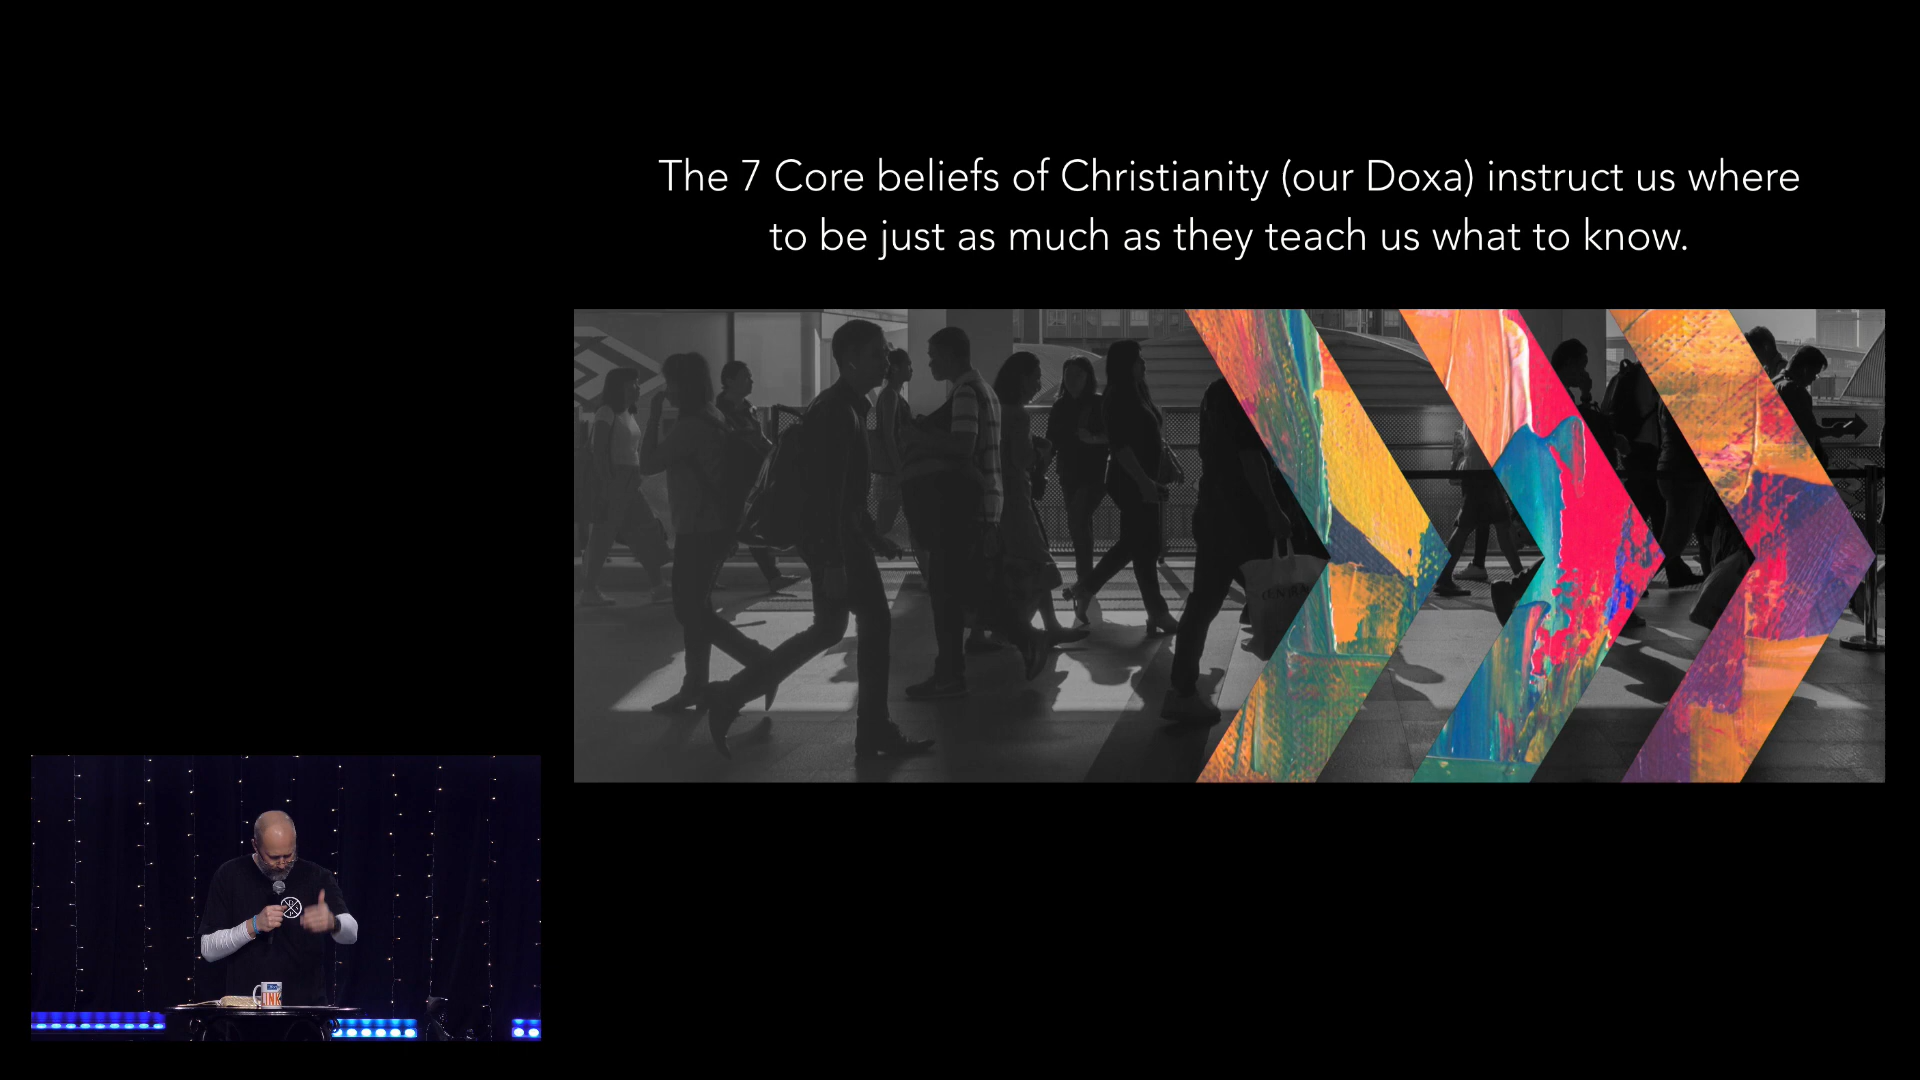 The 7 Core beliefs of Christianity (our Doxa) instruct us where
to be just as much as they teach us what to know.